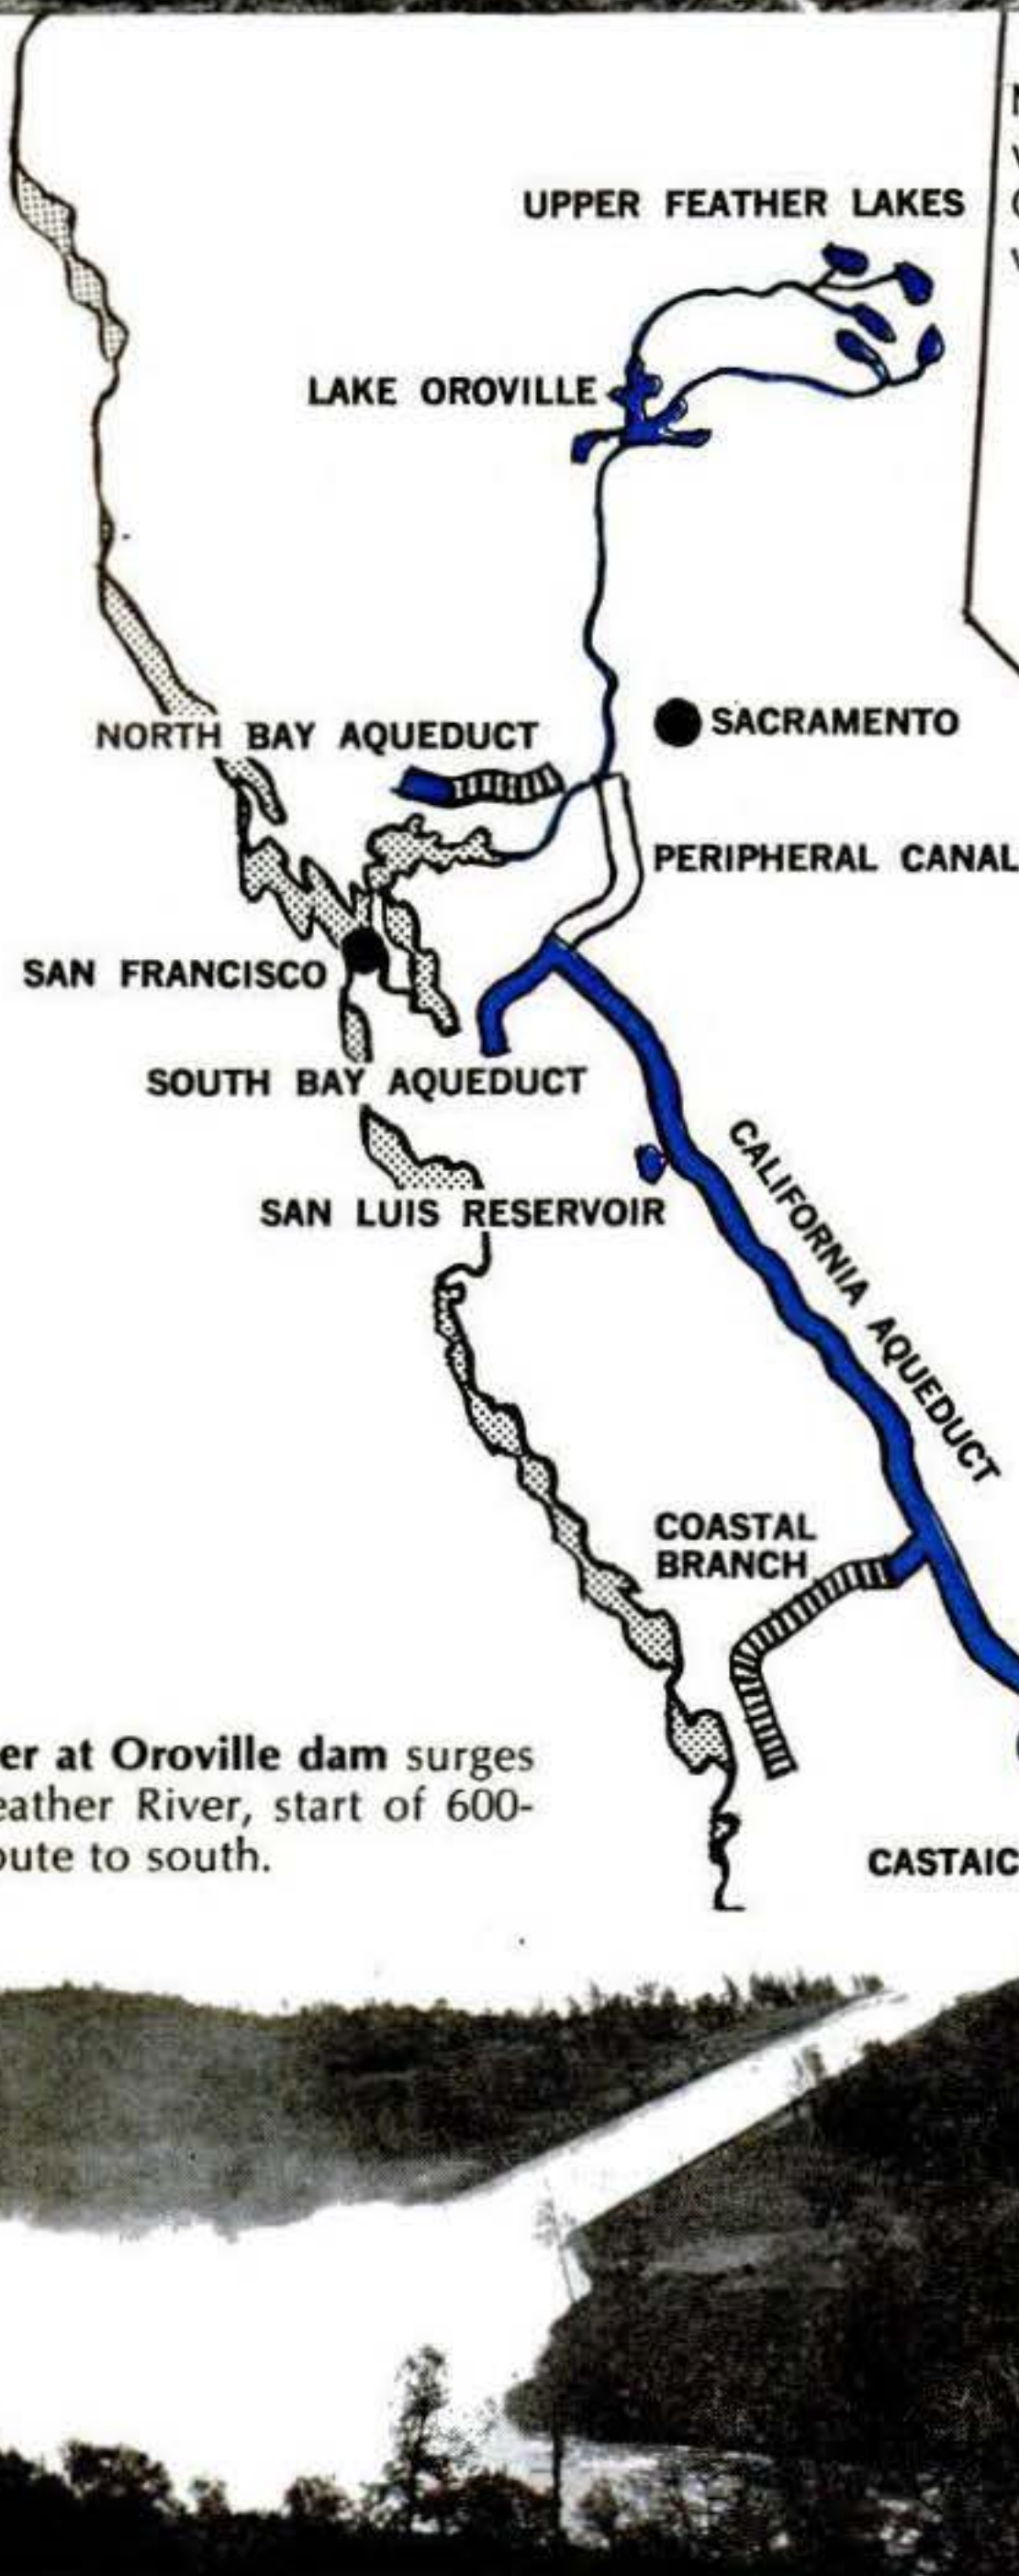 UPPER FEATHER LAKES
LAKE OROVILLE
NORTH BAY AQUEDUCT
SACRAMENTO
PERIPHERAL CANAL
SAN FRANCISCO
SOUTH BAY AQUEDUCT
CALIFORNIA AQUEDUCT
SAN LUIS RESERVOIR
COASTAL
BRANCH
er at Oroville dam surges
eather River, start of 600-
oute to south.
CASTAIC